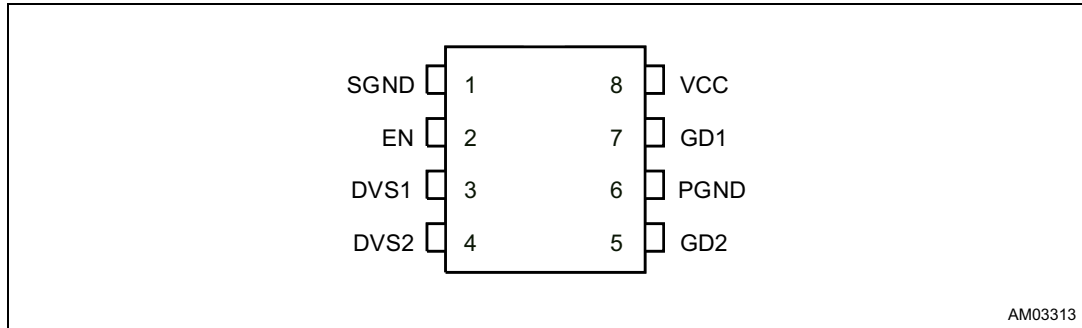 SGND 1 8 VCC
EN 2 7 GD1
DVS1 3 6 PGND
DVS2 4 5 GD2
AM03313